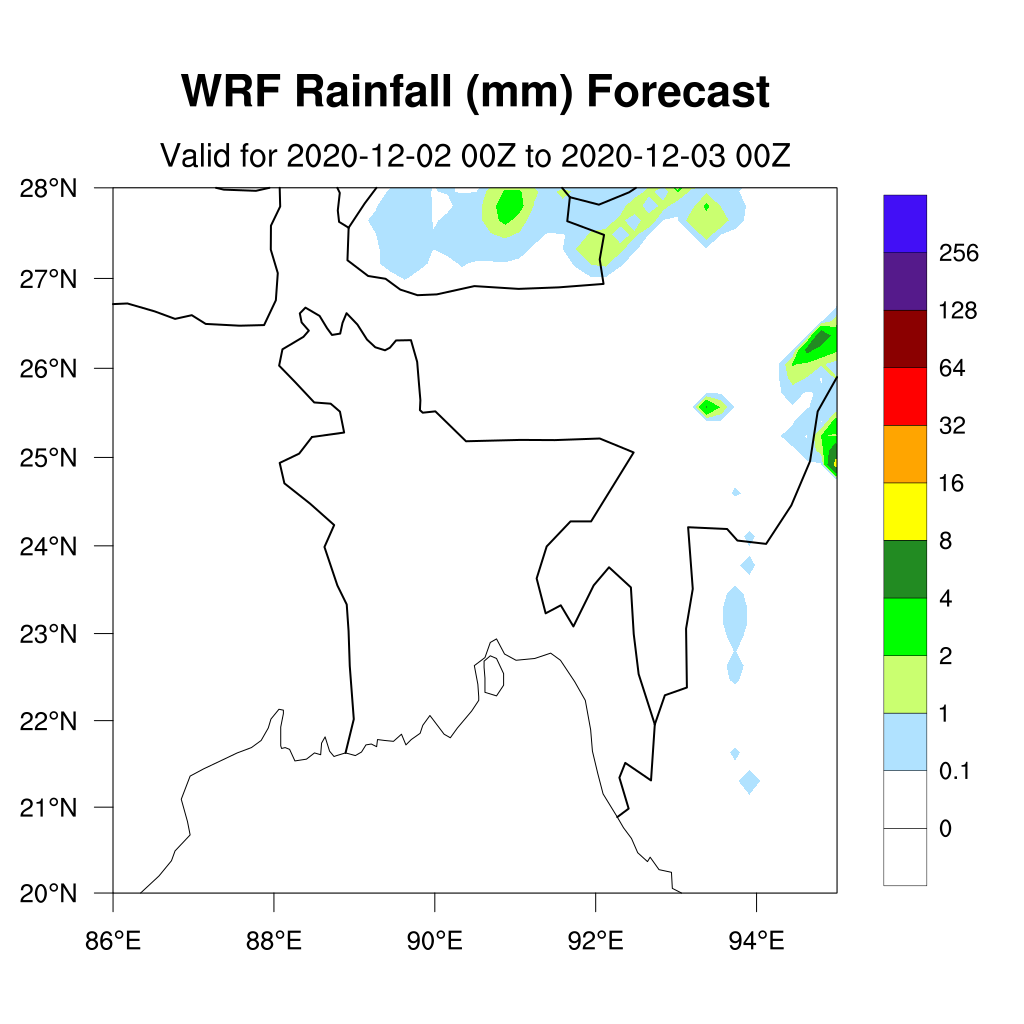 WRF Rainfall (mm) Forecast
Valid for 2020-12-02 00Z to 2020-12-03 00Z
28°N
27°N
26°N
25°N
24°N
23°N
22°N
21°N
20°N
86°E 88°E 90°E 92°E 94°E
256
128
64
32
16
8
4
2
1
0.1
0